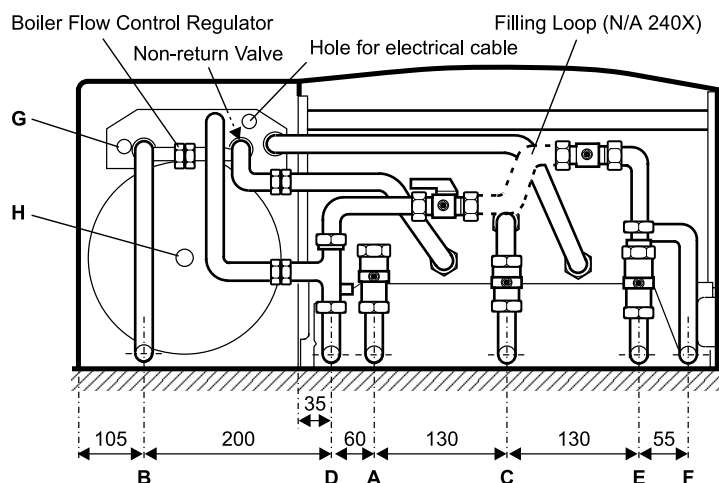 Boiler Flow Control Regulator
Filling Loop (N/A 240X)
Non-return Valve
Hole for electrical cable
G
H
35
105 200 60 130 130 55
B D A C E F